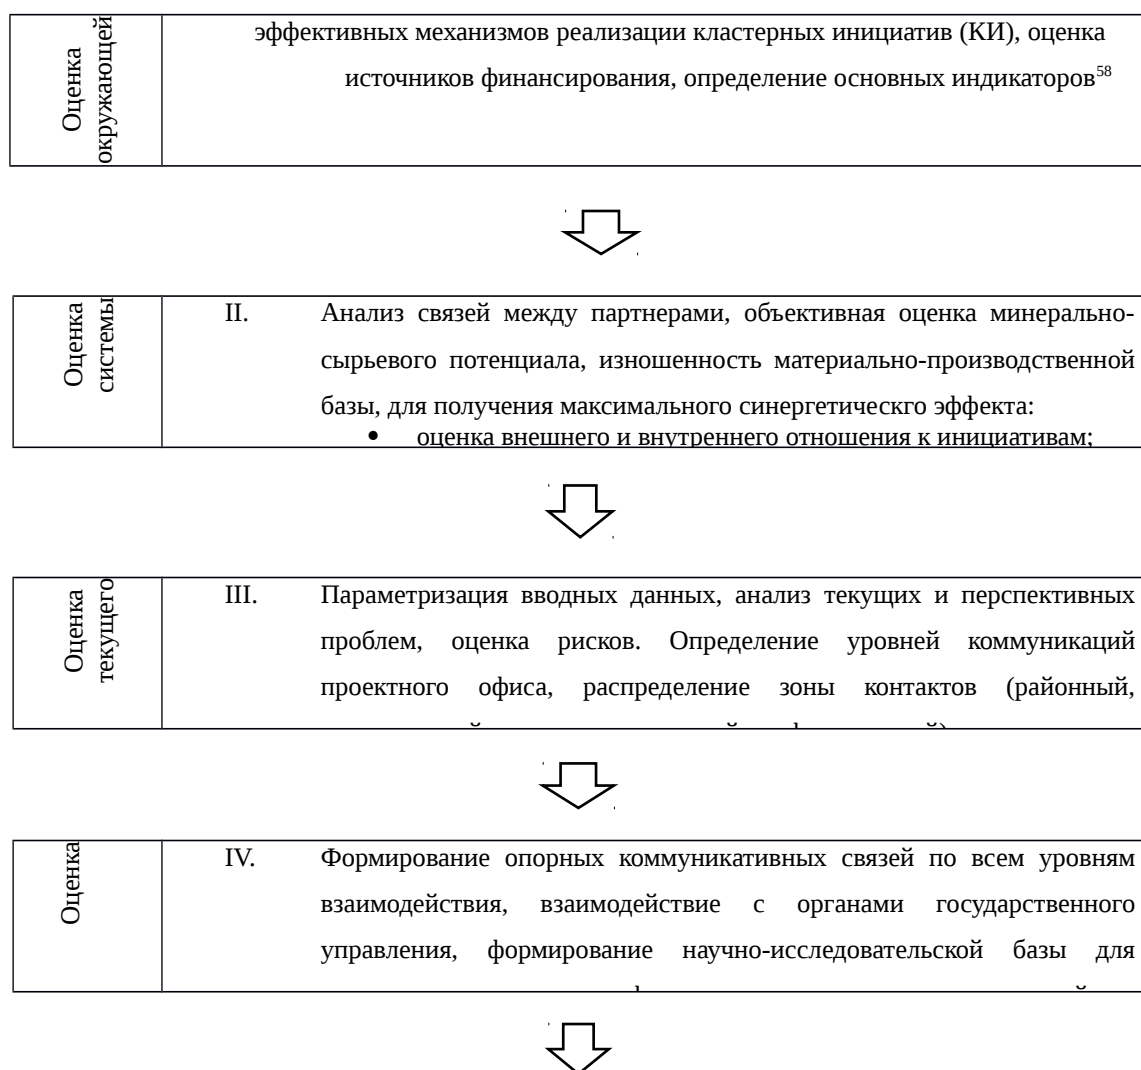 Оценка
окружающей
эффективных механизмов реализации кластерных инициатив (КИ), оценка
источников финансирования, определение основных индикаторов58
Оценка
системы
II. Анализ связей между партнерами, объективная оценка минерально-
сырьевого потенциала, изношенность материально-производственной
базы, для получения максимального синергетическго эффекта:
• оценка внешнего и внутреннего отношения к инициативам;
Оценка
текущего
III. Параметризация вводных данных, анализ текущих и перспективных
проблем, оценка рисков. Определение уровней коммуникаций
проектного офиса, распределение зоны контактов (районный,
Оценка
IV. Формирование опорных коммуникативных связей по всем уровням
взаимодействия, взаимодействие с органами государственного
управления, формирование научно-исследовательской базы для